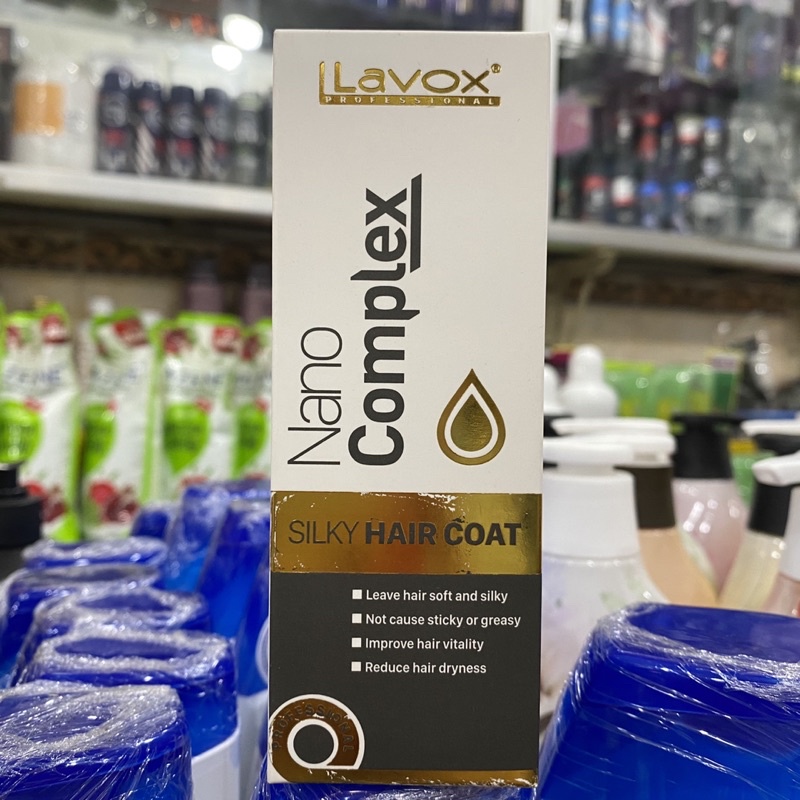 Lavox®
PROFESSIONAL
Nano
Complex
SILKY HAIR COAT
Leave hair soft and silky
Not cause sticky or greasy
Improve hair vitality
Reduce hair dryness
PROFESSIONAL